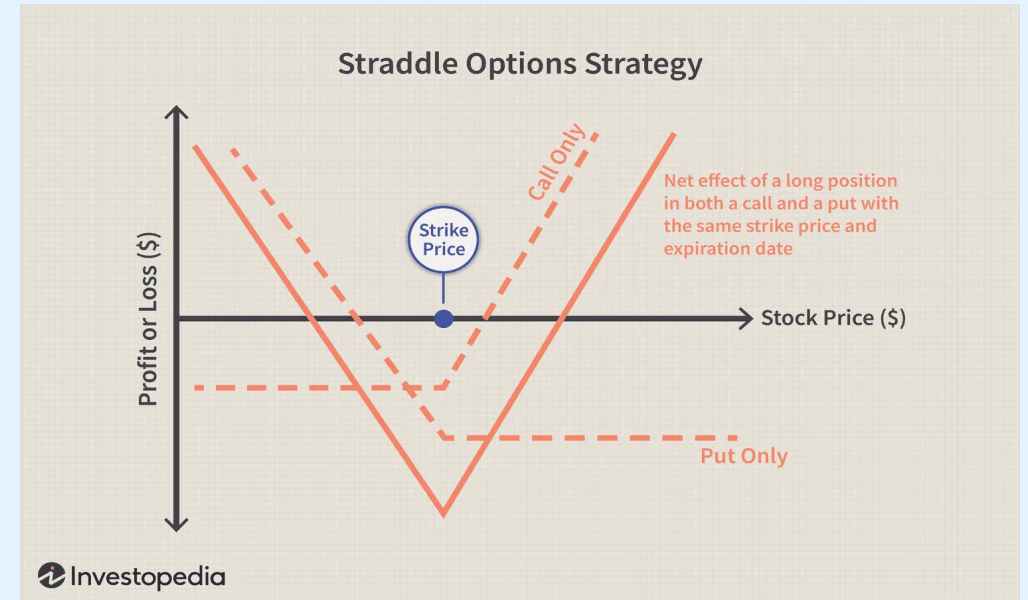 Straddle Options Strategy
Call Only
Net effect of a long position
in both a call and a put with
the same strike price and
expiration date
Strike
Price
Profit or Loss ($)
Stock Price ($)
Put Only
Investopedia